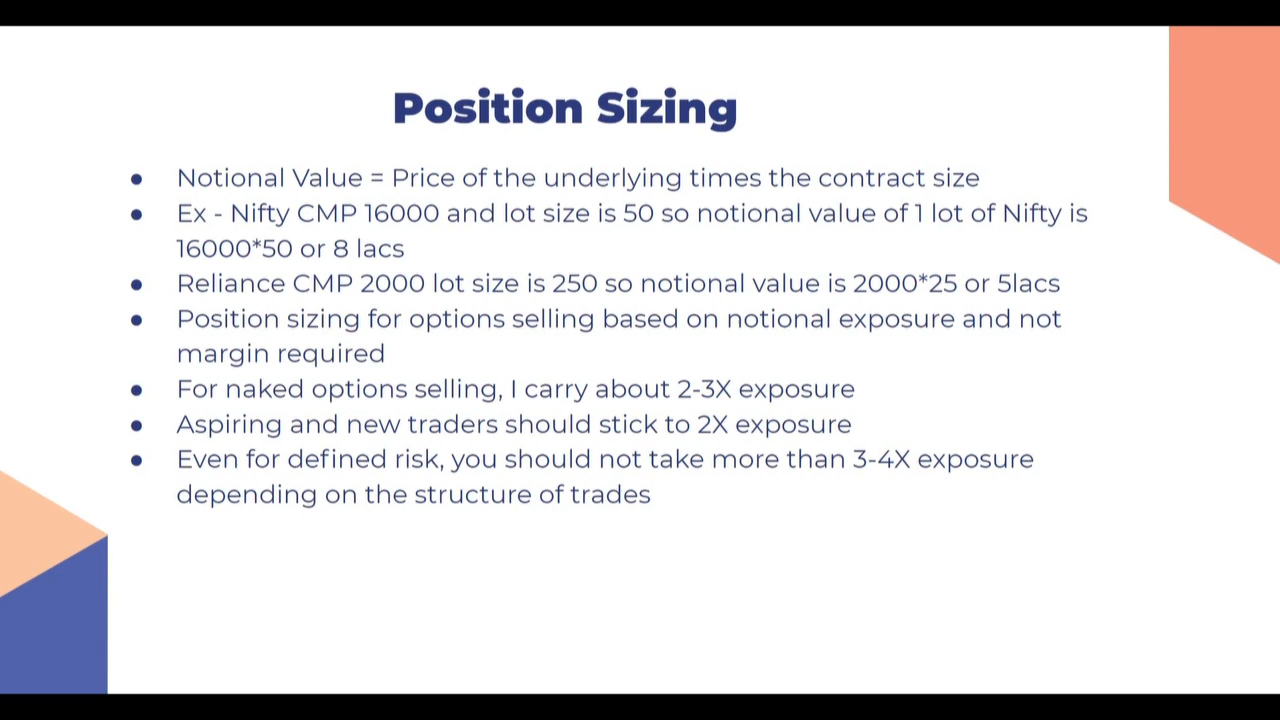 Position Sizing
● Notional Value = Price of the underlying times the contract size
● Ex - Nifty CMP 16000 and lot size is 50 so notional value of 1 lot of Nifty is
16000*50 or 8 lacs
● Reliance CMP 2000 lot size is 250 so notional value is 2000*25 or 5lacs
● Position sizing for options selling based on notional exposure and not
margin required
● For naked options selling, I carry about 2-3X exposure
● Aspiring and new traders should stick to 2X exposure
● Even for defined risk, you should not take more than 3-4X exposure
depending on the structure of trades